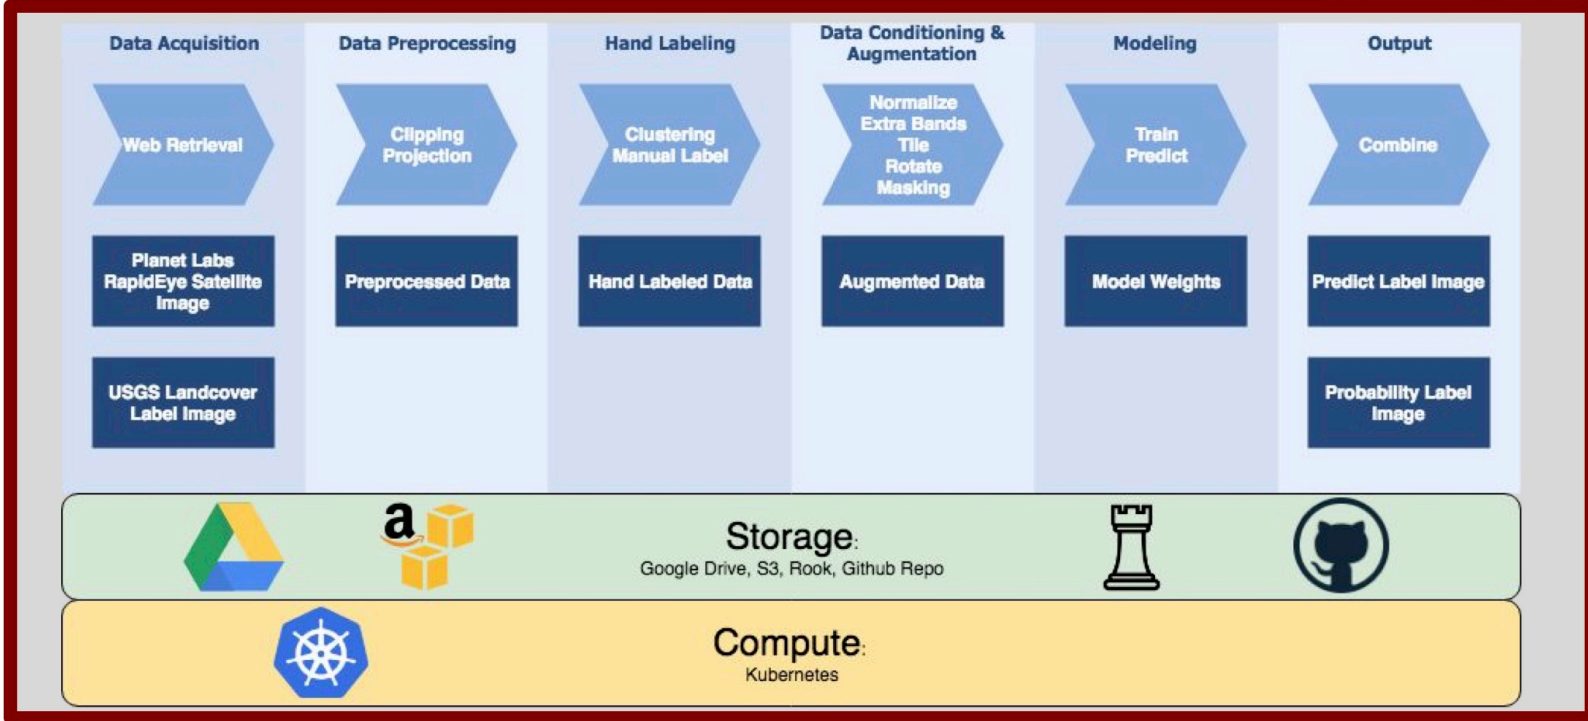 Data Acquisition
Data Preprocessing
Hand Labeling
Data Conditioning &
Augmentation
Modeling
Output
Web Retrieval
Clipping
Projection
Clustering
Manual Label
Normalize
Extra Bands
Tile
Rotate
Masking
Train
Predict
Combine
Planet Labs
RapidEye Satellite
Image
Preprocessed Data
Hand Labeled Data
Augmented Data
Model Weights
Predict Label Image
USGS Landcover
Label Image
Probability Label
Image
a
Storage:
Google Drive, S3, Rook, Github Repo
Compute:
Kubernetes